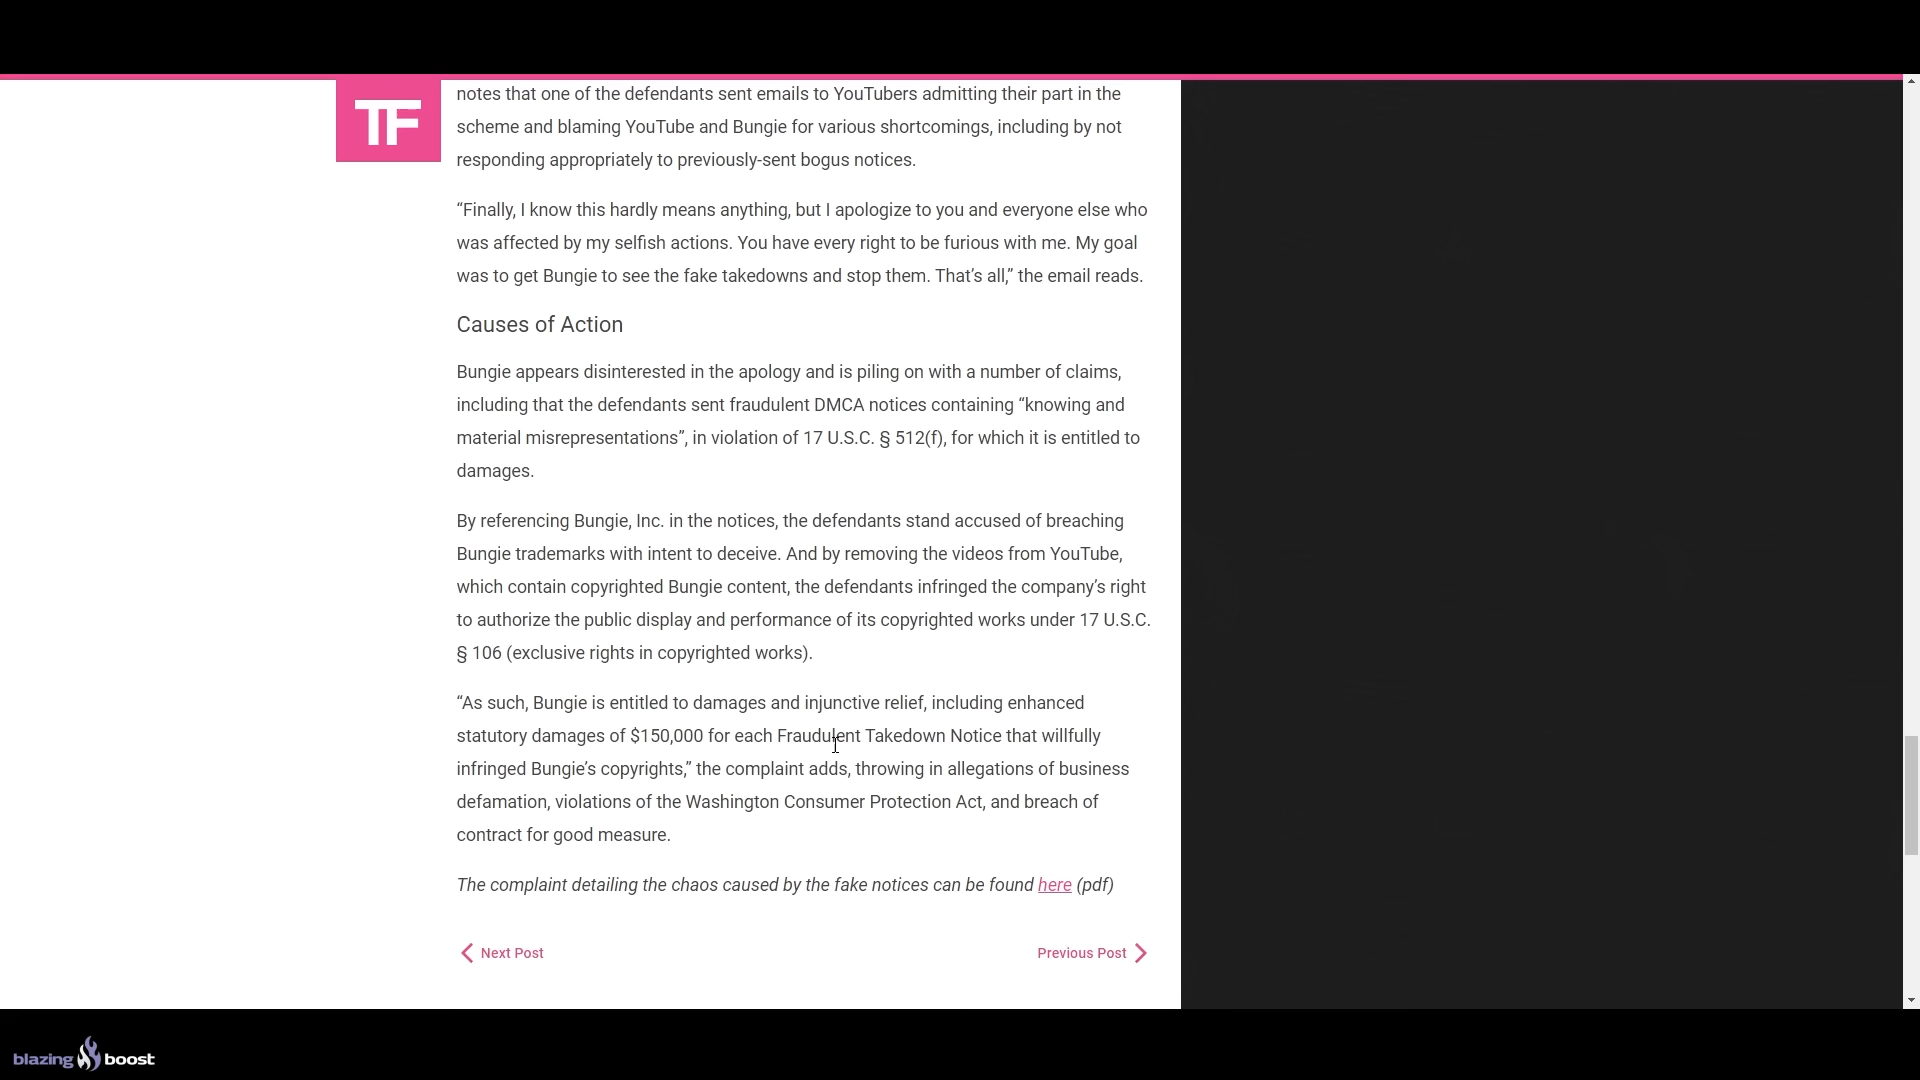 TF
notes that one of the defendants sent emails to YouTubers admitting their part in the
scheme and blaming YouTube and Bungie for various shortcomings, including by not
responding appropriately to previously-sent bogus notices.
“Finally, I know this hardly means anything, but I apologize to you and everyone else who
was affected by my selfish actions. You have every right to be furious with me. My goal
was to get Bungie to see the fake takedowns and stop them. That’s all,” the email reads.
Causes of Action
Bungie appears disinterested in the apology and is piling on with a number of claims,
including that the defendants sent fraudulent DMCA notices containing “knowing and
material misrepresentations”, in violation of 17 U.S.C. § 512(f), for which it is entitled to
damages.
By referencing Bungie, Inc. in the notices, the defendants stand accused of breaching
Bungie trademarks with intent to deceive. And by removing the videos from YouTube,
which contain copyrighted Bungie content, the defendants infringed the company’s right
to authorize the public display and performance of its copyrighted works under 17 U.S.C.
§ 106 (exclusive rights in copyrighted works).
“As such, Bungie is entitled to damages and injunctive relief, including enhanced
statutory damages of $150,000 for each Fraudulent Takedown Notice that willfully
infringed Bungie’s copyrights,” the complaint adds, throwing in allegations of business
defamation, violations of the Washington Consumer Protection Act, and breach of
contract for good measure.
The complaint detailing the chaos caused by the fake notices can be found here (pdf)
Next Post
Previous Post
blazing boost